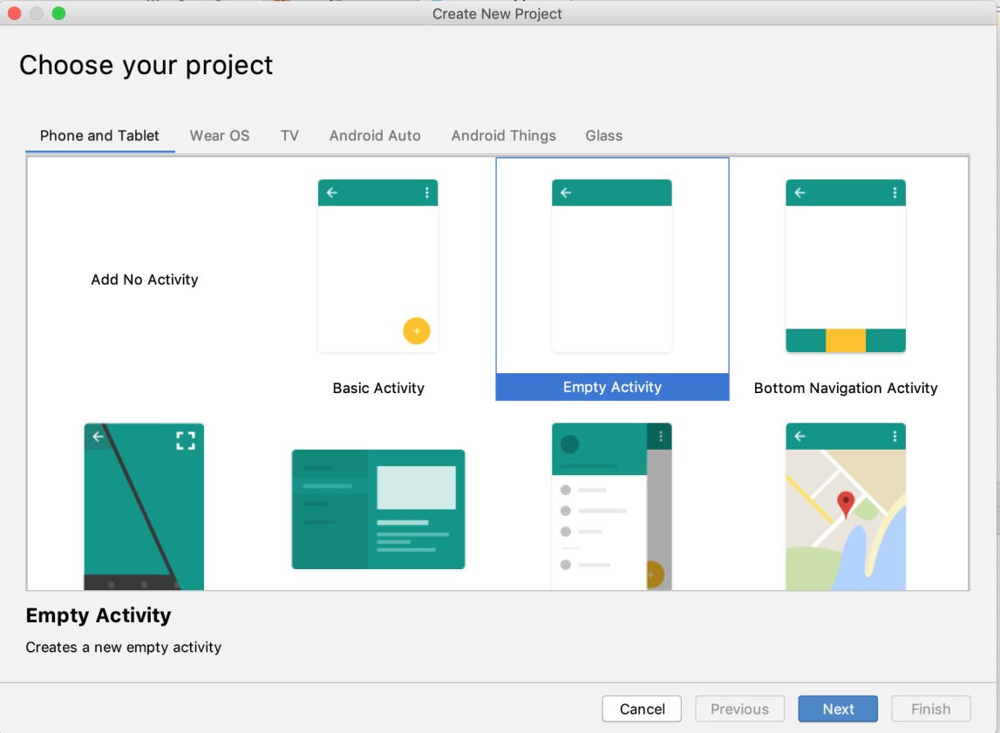 Create New Project
Choose your project
Phone and Tablet Wear OS TV Android Auto Android Things Glass
Add No Activity
Basic Activity
Empty Activity
Bottom Navigation Activity
Empty Activity
Creates a new empty activity
Cancel Previous Next Finish